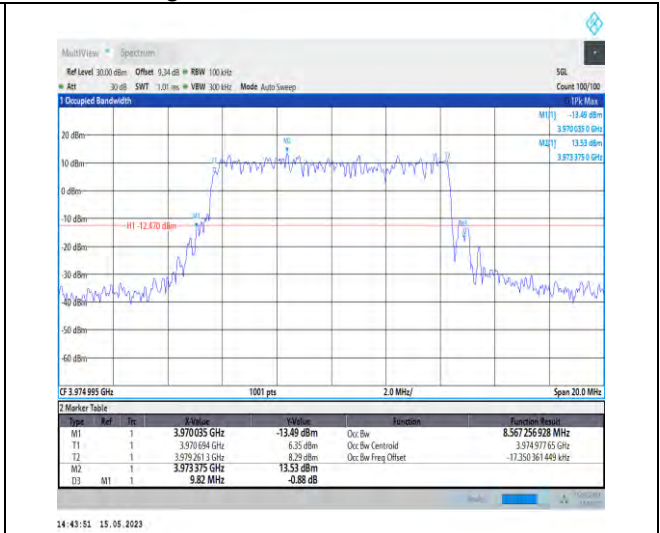 MultiView Spectrum
Ref Level 30.00 dBm Offset 9.34 dB RBW 100 kHz SGL
Att 30 dB SWT 1.01 ms VBW 300 kHz Mode Auto Sweep Count 100/100
1 Occupied Bandwidth 1Pk Max
M1[1] -13.49 dBm
3.970 035 0 GHz
M2[1] 13.53 dBm
3.973 375 0 GHz
20 dBm
M2
10 dBm
T1
0 dBm
-10 dBm
M1
H1 -12.470 dBm
-20 dBm
-30 dBm
-40 dBm
-50 dBm
-60 dBm
CF 3.974 995 GHz 1001 pts 2.0 MHz/ Span 20.0 MHz
2 Marker Table
Type Ref Trc X-Value Y-Value Function Function Result
M1 1 3.970 035 GHz -13.49 dBm Occ Bw 8.567 256 928 MHz
T1 1 3.970 694 GHz 6.35 dBm Occ Bw Centroid 3.974 977 65 GHz
T2 1 3.979 261 3 GHz 8.29 dBm Occ Bw Freq Offset -17.350 361 449 kHz
M2 1 3.973 375 GHz 13.53 dBm
D3 M1 1 9.82 MHz -0.88 dB
14:43:51 15.05.2023